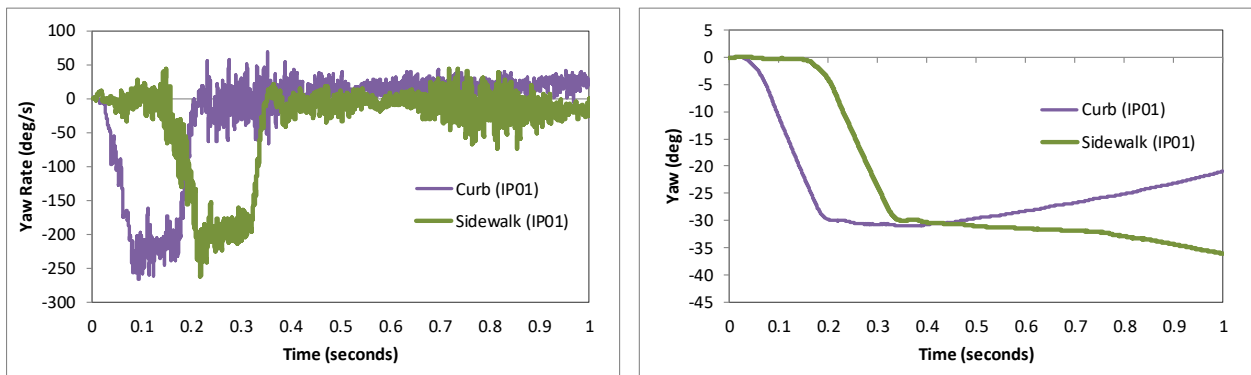 Yaw Rate (deg/s)
100
50
0
-50
-100
-150
-200
-250
-300
Curb (IP01)
Sidewalk (IP01)
0 0.1 0.2 0.3 0.4 0.5 0.6 0.7 0.8 0.9 1
Time (seconds)
Yaw (deg)
5
0
-5
-10
-15
-20
-25
-30
-35
-40
-45
Curb (IP01)
Sidewalk (IP01)
0 0.1 0.2 0.3 0.4 0.5 0.6 0.7 0.8 0.9 1
Time (seconds)